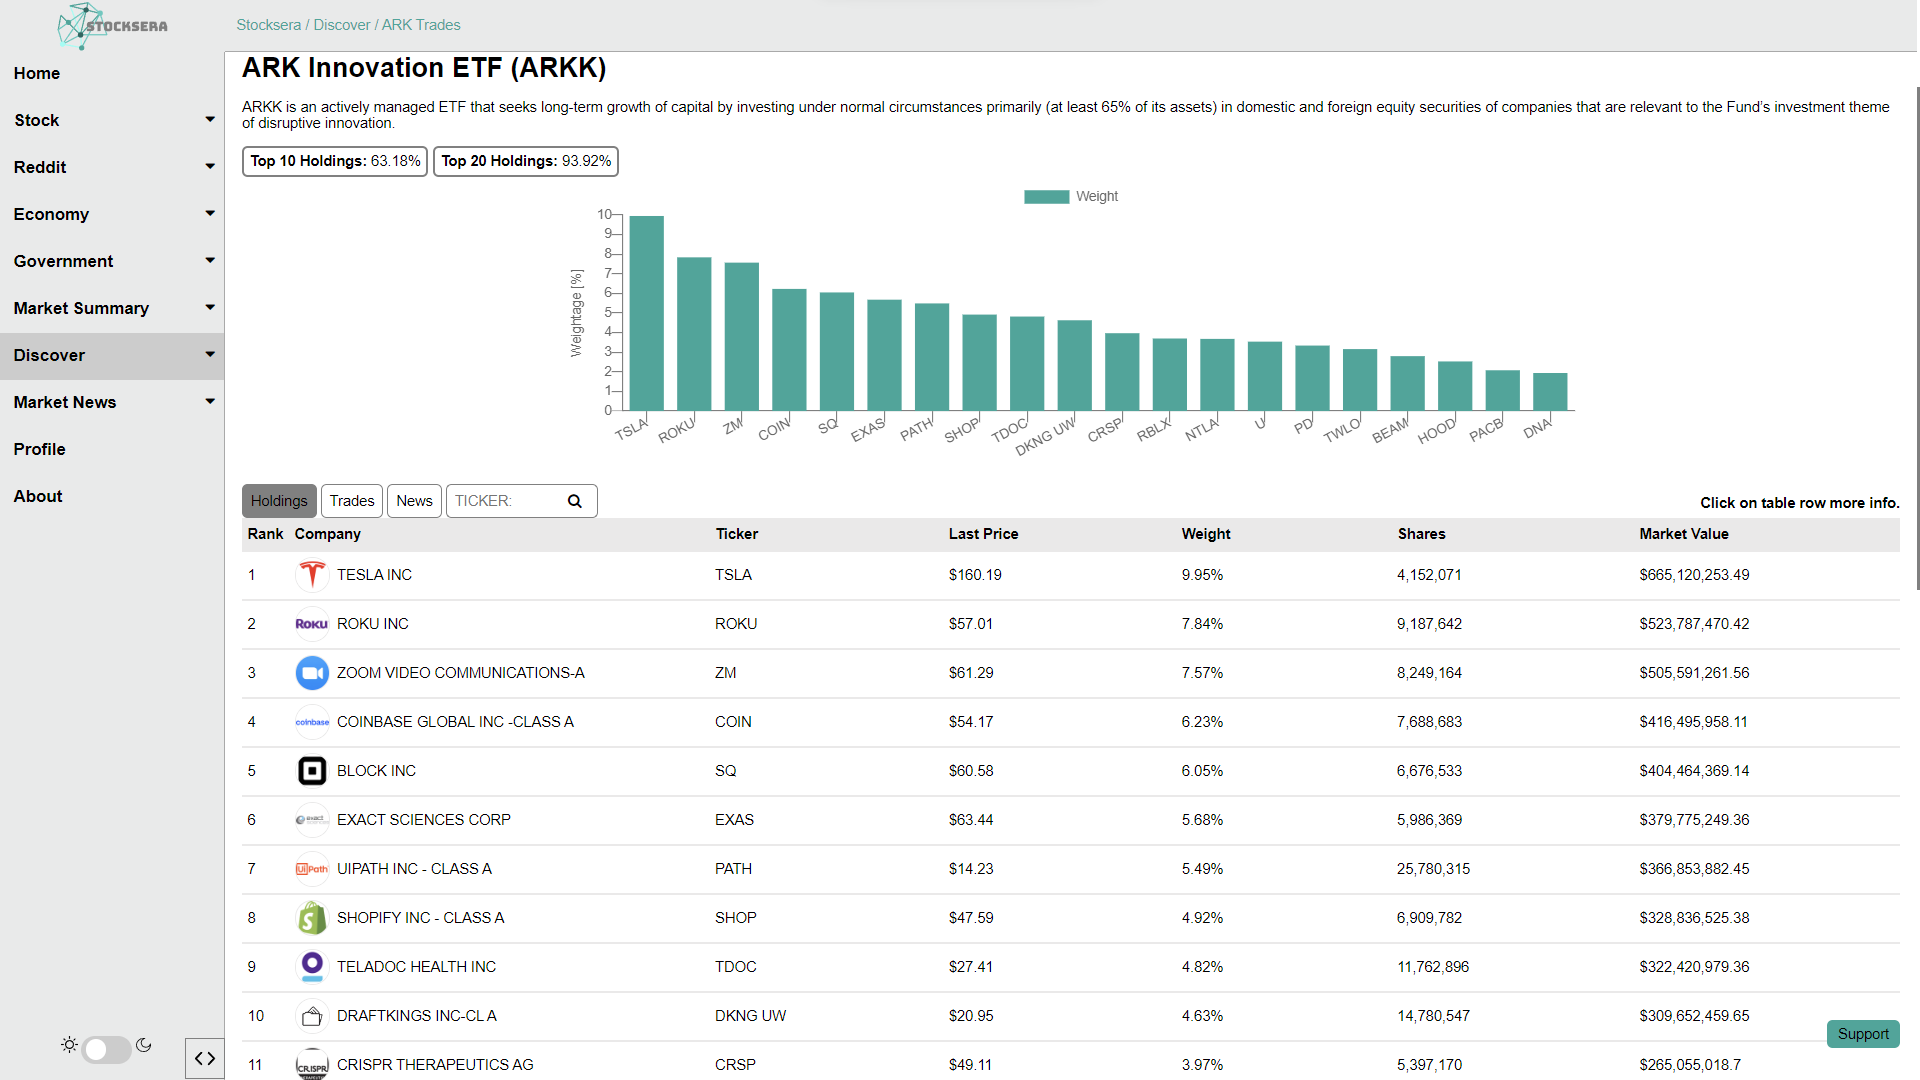 STOCKSERA
Stocksera / Discover / ARK Trades
Home
Stock
Reddit
Economy
Government
Market Summary
Discover
Market News
Profile
About
ARK Innovation ETF (ARKK)
ARKK is an actively managed ETF that seeks long-term growth of capital by investing under normal circumstances primarily (at least 65% of its assets) in domestic and foreign equity securities of companies that are relevant to the Fund's investment theme
of disruptive innovation.
Top 10 Holdings: 63.18% Top 20 Holdings: 93.92%
Weight
Weightage [%]
10
9
8
7
6
5
4
3
2
1
0
TSLA ROKU ZM COIN SQ EXAS PATH SHOP TDOC DKNG UW CRSP RBLX NTLA U PD TWLO BEAM HOOD PACB DNA
Holdings Trades News TICKER:
Click on table row more info.
Rank Company Ticker Last Price Weight Shares Market Value
1 TESLA INC TSLA $160.19 9.95% 4,152,071 $665,120,253.49
2 ROKU ROKU INC ROKU $57.01 7.84% 9,187,642 $523,787,470.42
3 ZOOM VIDEO COMMUNICATIONS-A ZM $61.29 7.57% 8,249,164 $505,591,261.56
4 coinbase COINBASE GLOBAL INC -CLASS A COIN $54.17 6.23% 7,688,683 $416,495,958.11
5 BLOCK INC SQ $60.58 6.05% 6,676,533 $404,464,369.14
6 exact EXACT SCIENCES CORP EXAS $63.44 5.68% 5,986,369 $379,775,249.36
7 UiPath UIPATH INC - CLASS A PATH $14.23 5.49% 25,780,315 $366,853,882.45
8 S SHOPIFY INC - CLASS A SHOP $47.59 4.92% 6,909,782 $328,836,525.38
9 TELADOC HEALTH INC TDOC $27.41 4.82% 11,762,896 $322,420,979.36
10 DRAFTKINGS INC-CL A DKNG UW $20.95 4.63% 14,780,547 $309,652,459.65
11 CRISPR CRISPR THERAPEUTICS AG CRSP $49.11 3.97% 5,397,170 $265,055,018.7
Support